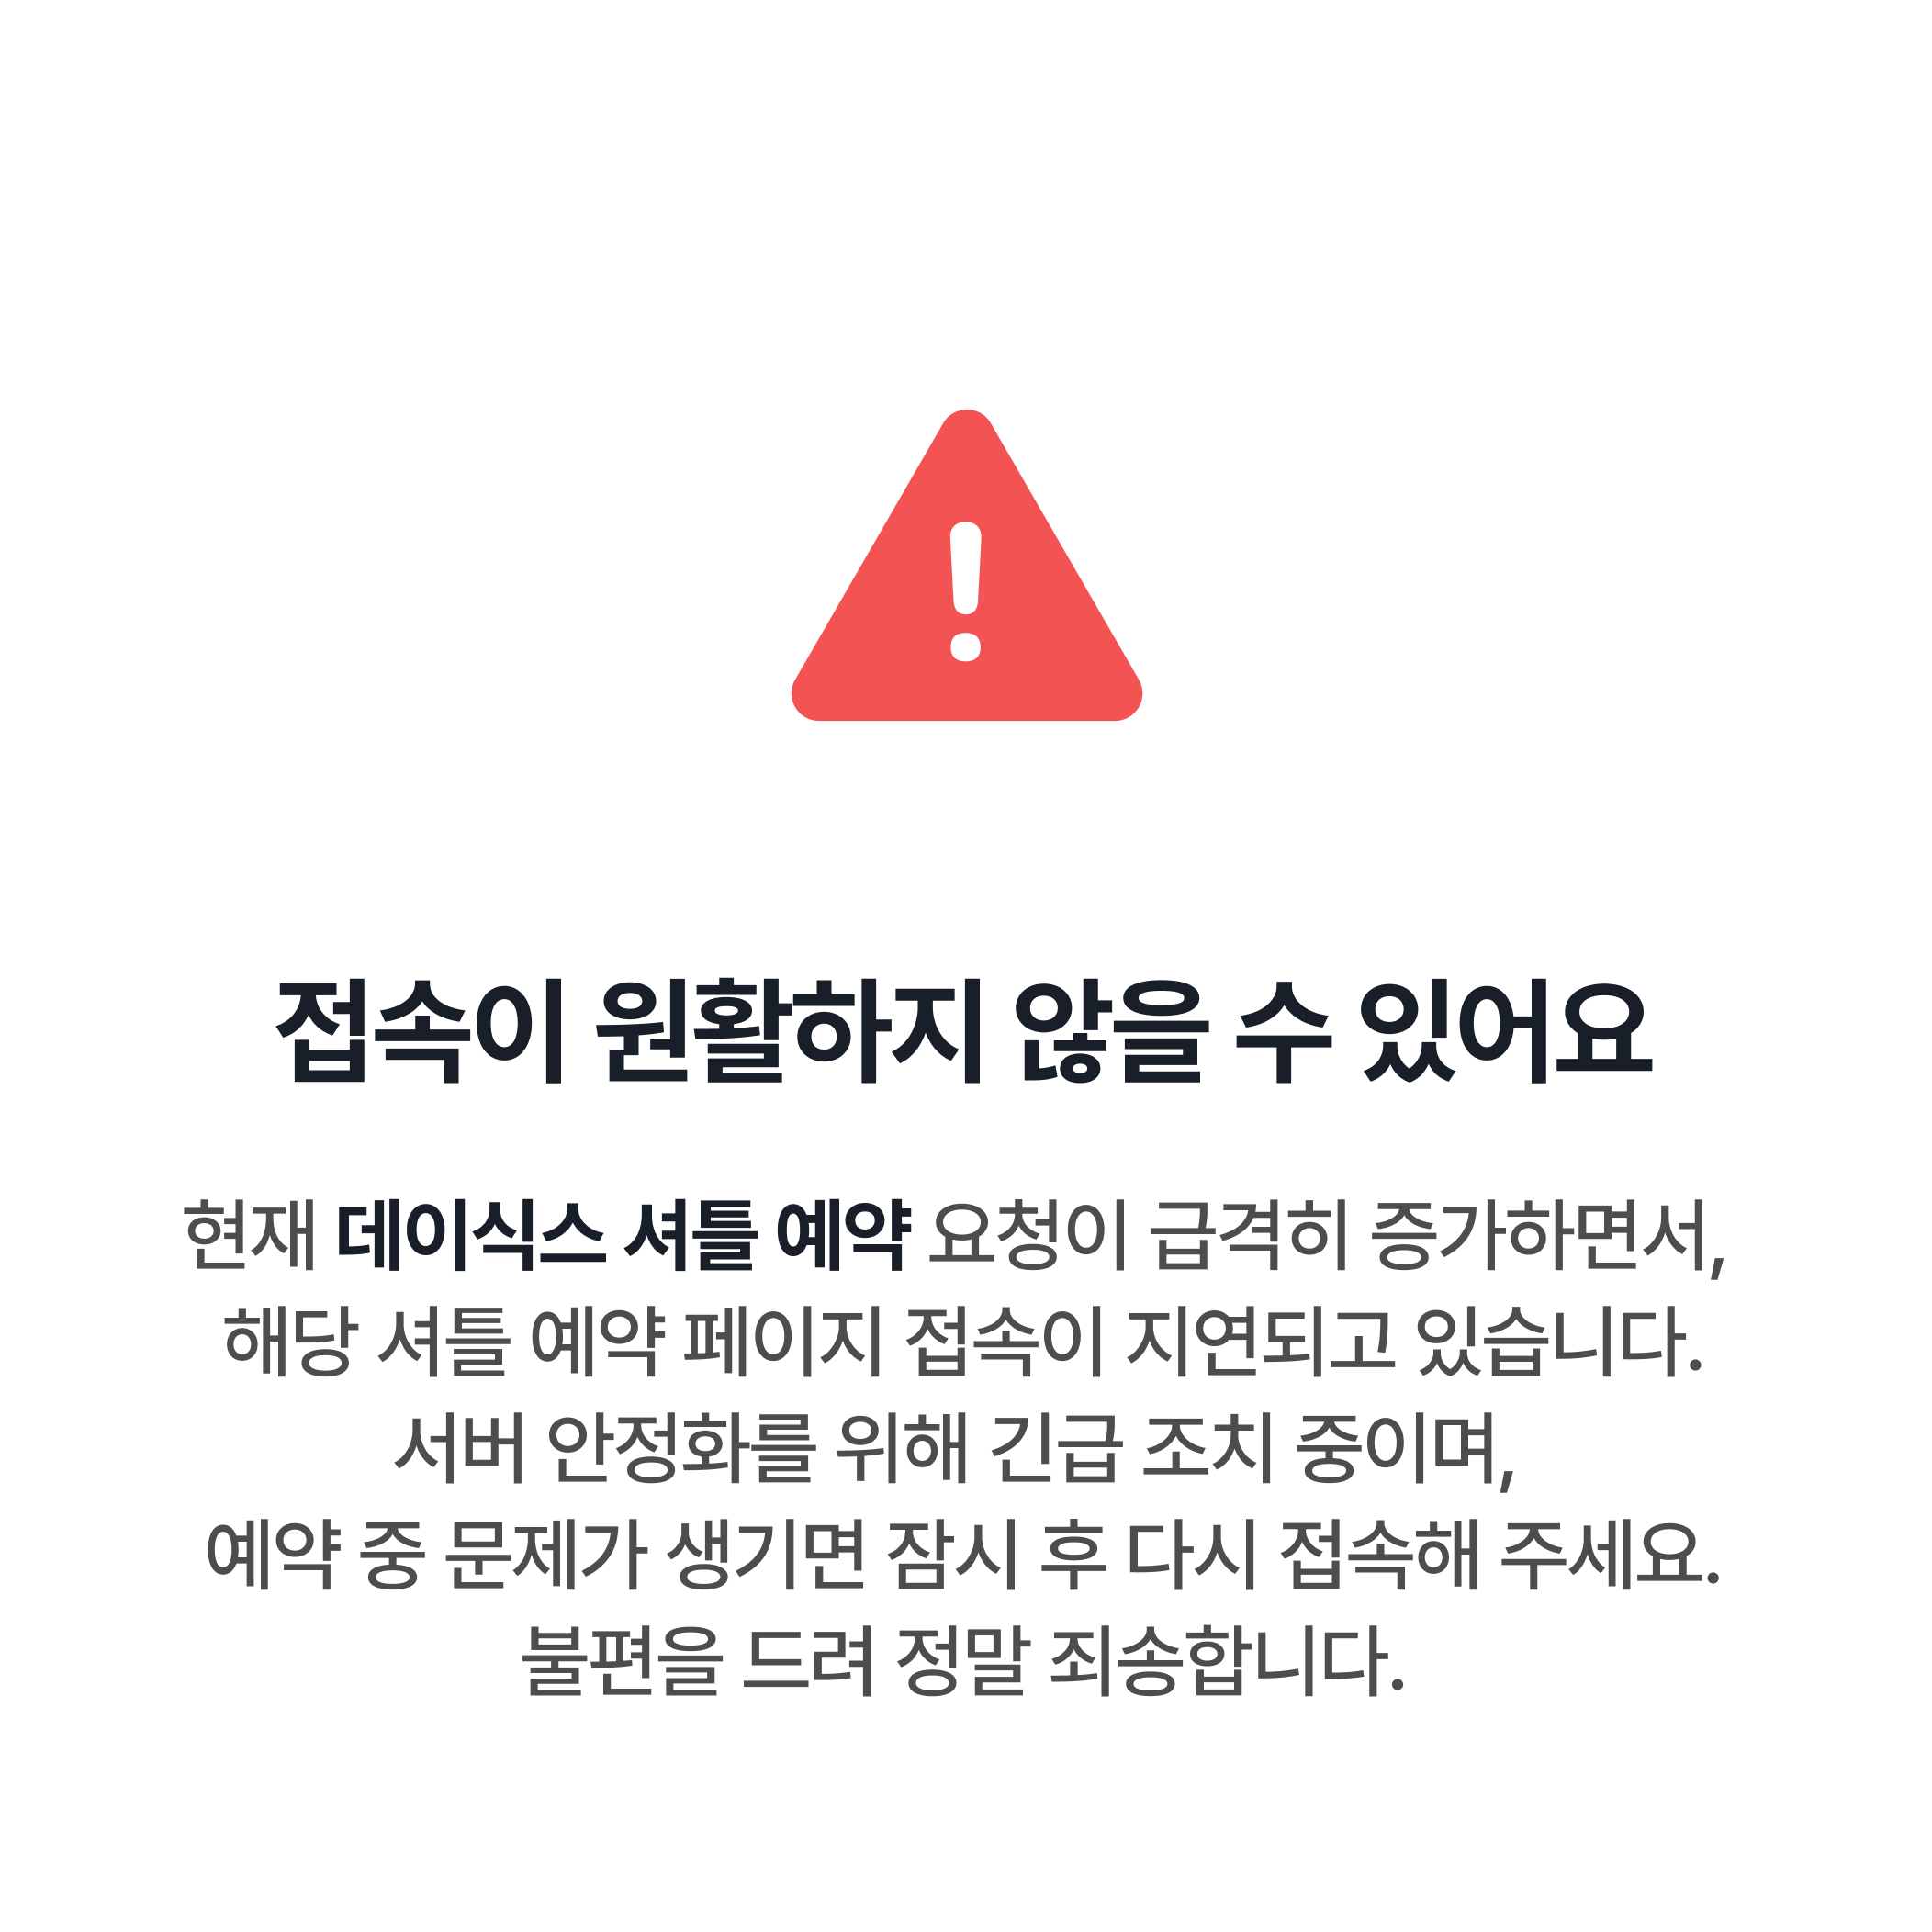 접속이 원활하지 않을 수 있어요
현재 데이식스 셔틀 예약 요청이 급격히 증가하면서,
해당 셔틀예약 페이지 접속이 지연되고 있습니다.
서버 안정화를 위해 긴급 조치 중이며,
예약 중 문제가 생기면 잠시 후 다시 접속해 주세요.
불편을 드려 정말 죄송합니다.